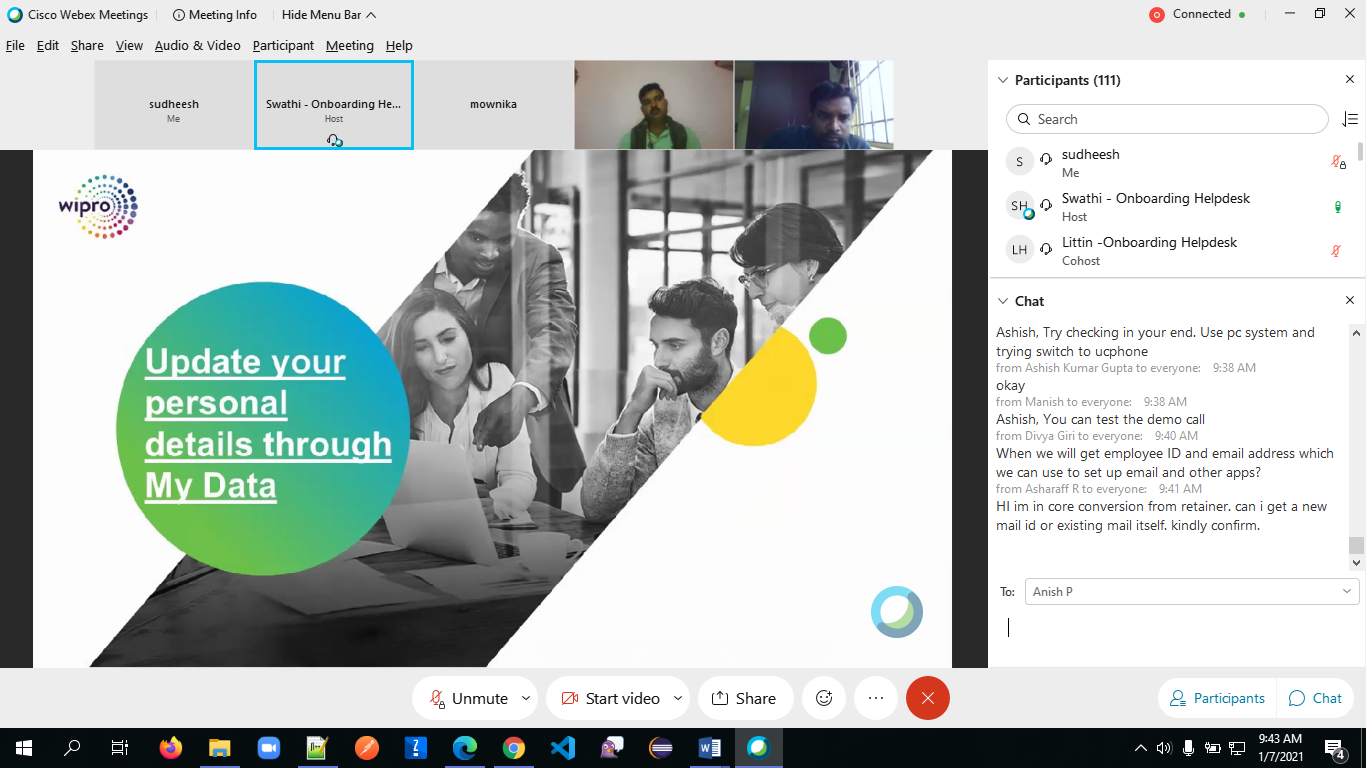 Cisco Webex Meetings
Meeting Info
Hide Menu Bar
Connected
File Edit Share View Audio & Video Participant Meeting Help
sudheesh
Me
Swathi - Onboarding He...
Host
mownika
wipro
Update your
personal
details through
My Data
Participants (111)
Search
S
sudheesh
Me
SH
Swathi - Onboarding Helpdesk
Host
LH
Littin -Onboarding Helpdesk
Cohost
Chat
Ashish, Try checking in your end. Use pc system and
trying switch to ucphone
from Ashish Kumar Gupta to everyone: 9:38 AM
okay
from Manish to everyone: 9:38 AM
Ashish, You can test the demo call
from Divya Giri to everyone: 9:40 AM
When we will get employee ID and email address which
we can use to set up email and other apps?
from Asharaff R to everyone: 9:41 AM
HI im in core conversion from retainer. can i get a new
mail id or existing mail itself. kindly confirm.
To: Anish P
Unmute
Start video
Share
Participants
Chat
9:43 AM
1/7/2021
4